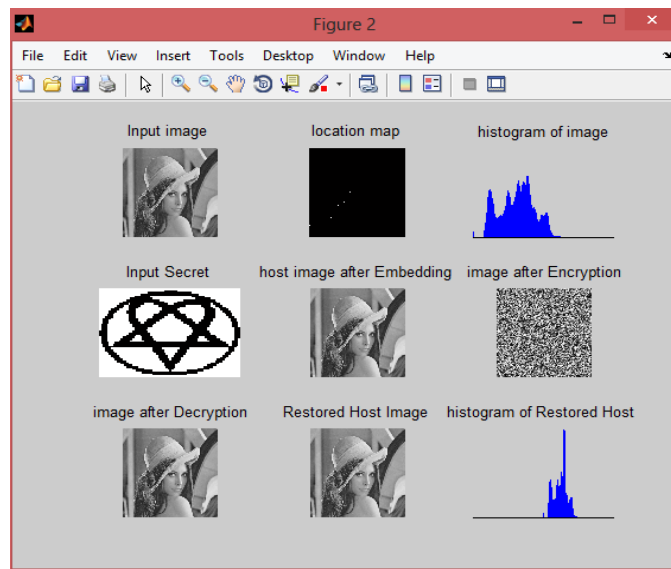 Figure 2
File Edit View Insert Tools Desktop Window Help
Input image location map histogram of image
Input Secret host image after Embedding image after Encryption
image after Decryption Restored Host Image histogram of Restored Host